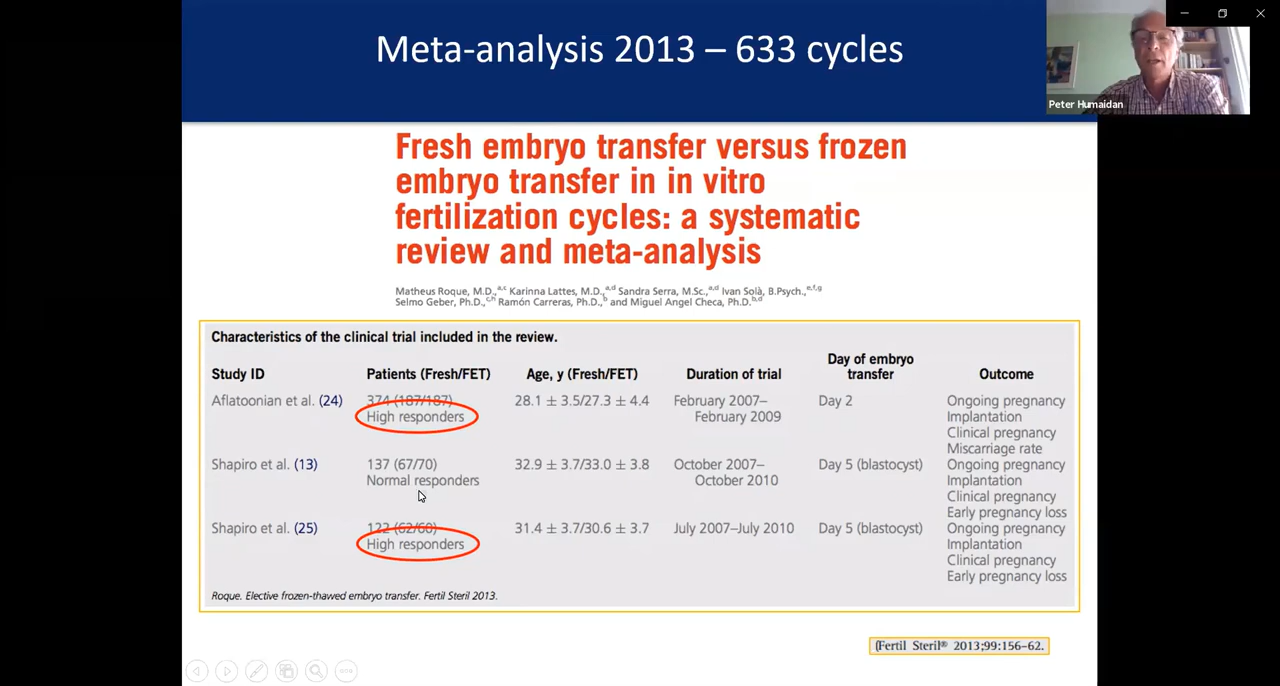 Meta-analysis 2013 – 633 cycles
Peter Humaidan
Fresh embryo transfer versus frozen
embryo transfer in in vitro
fertilization cycles: a systematic
review and meta-analysis
Matheus Roque, M.D.,a,c Karinna Lattes, M.D.,a,d Sandra Serra, M.Sc.,a,d Ivan Solà, B.Psych.,e,f,g
Selmo Geber, Ph.D.,c,h Ramón Carreras, Ph.D.,b and Miguel Angel Checa, Ph.D.b,d
Characteristics of the clinical trial included in the review.
Study ID Patients (Fresh/FET) Age, y (Fresh/FET) Duration of trial Day of embryo transfer Outcome
Aflatoonian et al. (24) 374 (187/187) 28.1 ± 3.5/27.3 ± 4.4 February 2007– Day 2 Ongoing pregnancy
High responders February 2009 Implantation
Clinical pregnancy
Miscarriage rate
Shapiro et al. (13) 137 (67/70) 32.9 ± 3.7/33.0 ± 3.8 October 2007– Day 5 (blastocyst) Ongoing pregnancy
Normal responders October 2010 Implantation
Clinical pregnancy
Early pregnancy loss
Shapiro et al. (25) 122 (62/60) 31.4 ± 3.7/30.6 ± 3.7 July 2007–July 2010 Day 5 (blastocyst) Ongoing pregnancy
High responders Implantation
Clinical pregnancy
Early pregnancy loss
Roque. Elective frozen-thawed embryo transfer. Fertil Steril 2013.
(Fertil Steril® 2013;99:156–62.